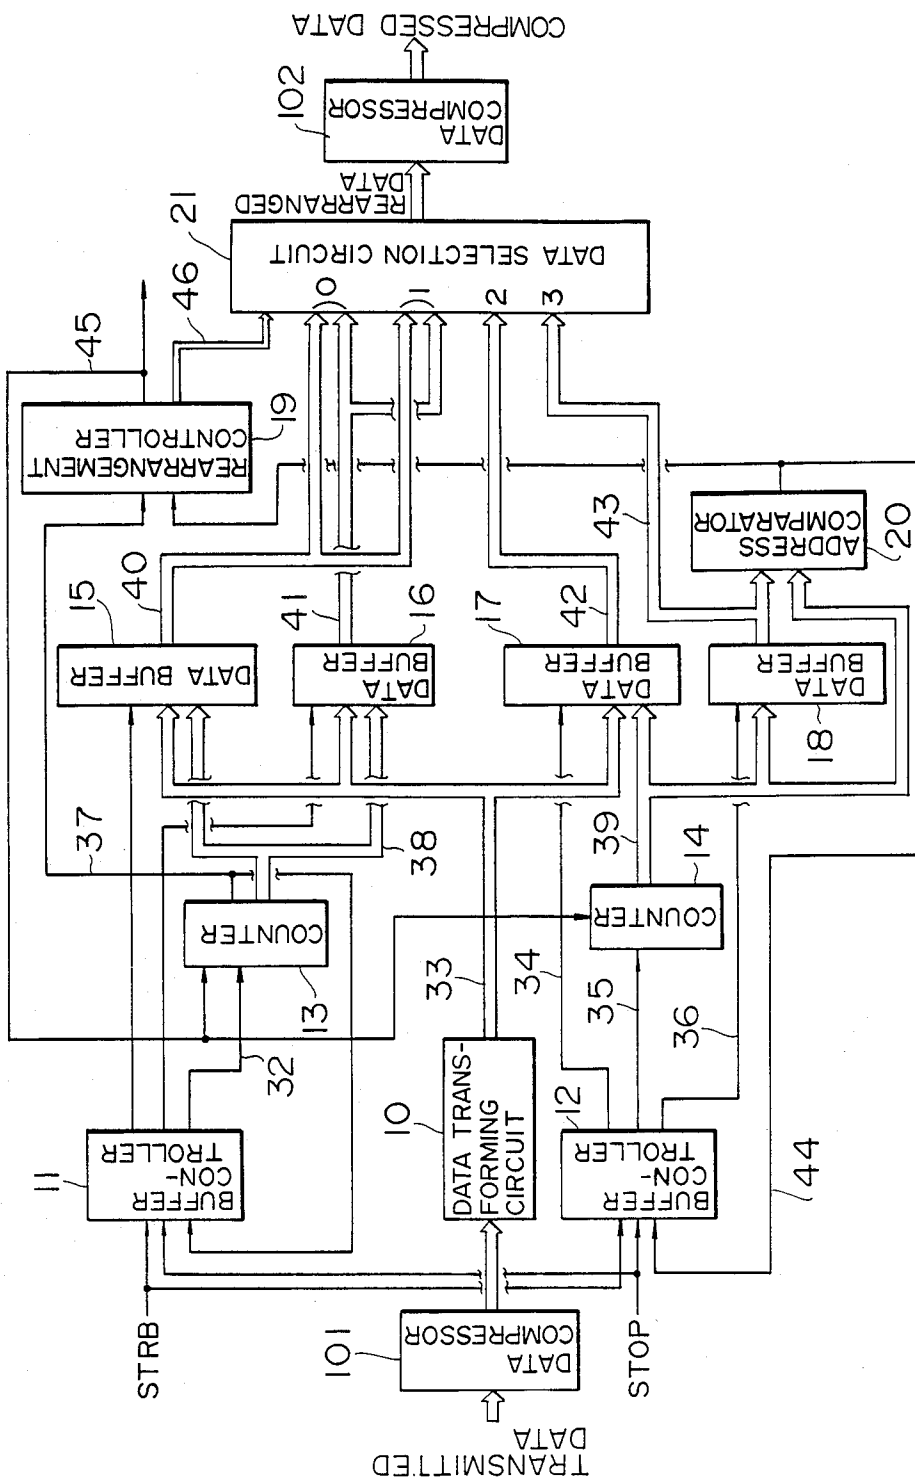 TRANSMITTED
DATA
101
DATA
COMPRESSOR
STRB
STOP
11
BUFFER
CON-
TROLLER
10
DATA TRANS-
FORMING
CIRCUIT
12
BUFFER
CON-
TROLLER
44
32
13
COUNTER
37
38
33
34
35
36
14
COUNTER
39
15
DATA BUFFER
40
16
DATA
BUFFER
41
17
DATA
BUFFER
42
18
DATA
BUFFER
43
45
46
19
REARRANGEMENT
CONTROLLER
20
ADDRESS
COMPARATOR
21
DATA SELECTION CIRCUIT
0
1
2
3
REARRANGED
DATA
102
DATA
COMPRESSOR
COMPRESSED DATA